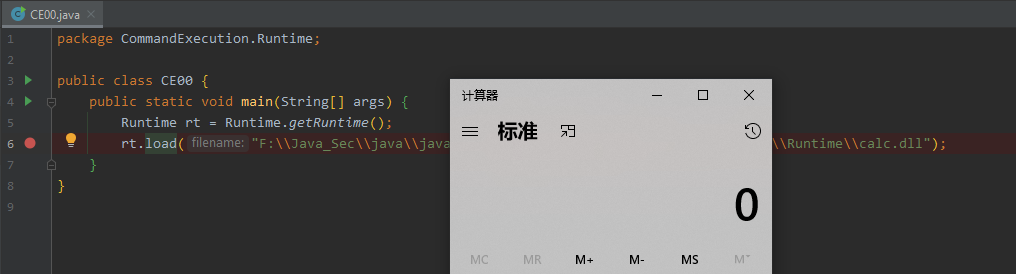 CE00.java
1 package CommandExecution.Runtime;
2
3 public class CE00 {
4 public static void main(String[] args) {
5 Runtime rt = Runtime.getRuntime();
6 rt.load( filename: "F:\\Java_Sec\\java\\java \\Runtime\\calc.dll");
7 }
8 }
9
计算器
标准
0
MC MR M+ M- MS M˅